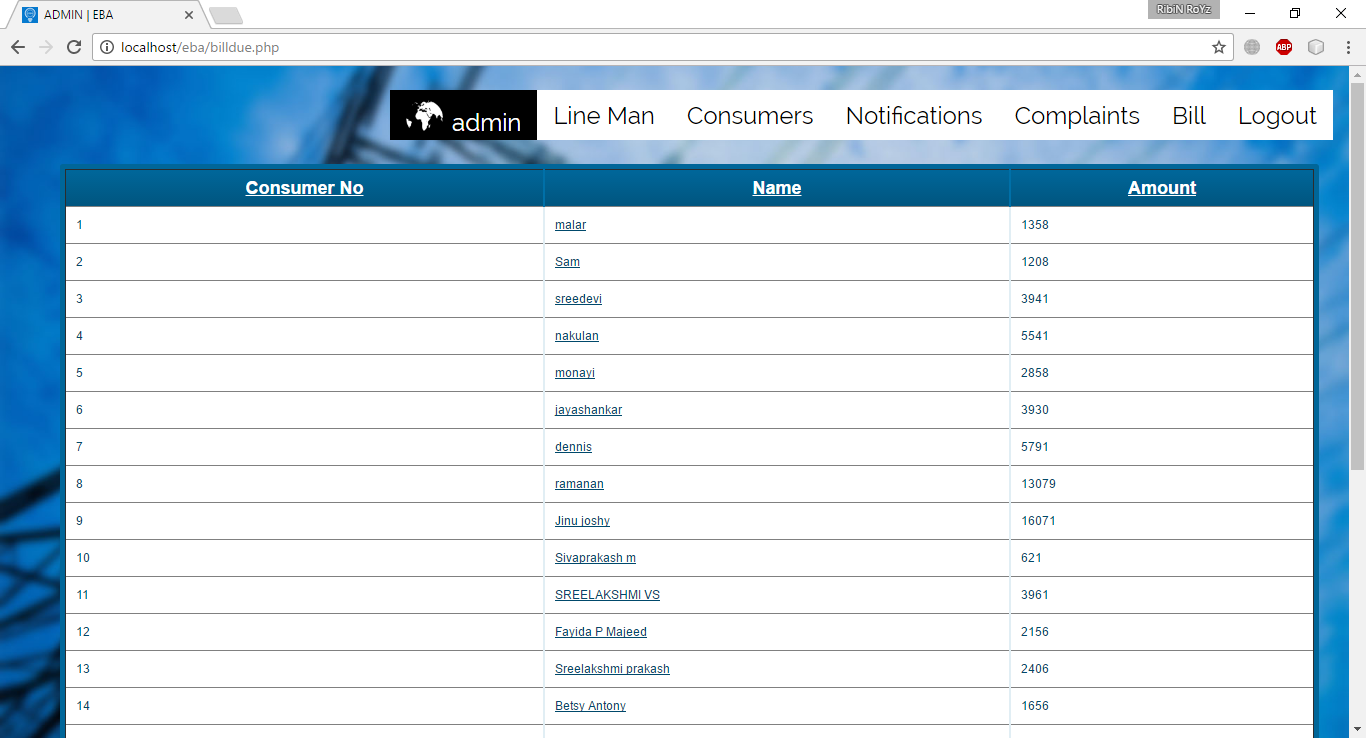 ADMIN | EBA
RibiN RoYz
localhost/eba/billdue.php
ABP
admin Line Man Consumers Notifications Complaints Bill Logout
Consumer No Name Amount
1 malar 1358
2 Sam 1208
3 sreedevi 3941
4 nakulan 5541
5 monayi 2858
6 jayashankar 3930
7 dennis 5791
8 ramanan 13079
9 Jinu joshy 16071
10 Sivaprakash m 621
11 SREELAKSHMI VS 3961
12 Fayida P Majeed 2156
13 Sreelakshmi prakash 2406
14 Betsy Antony 1656